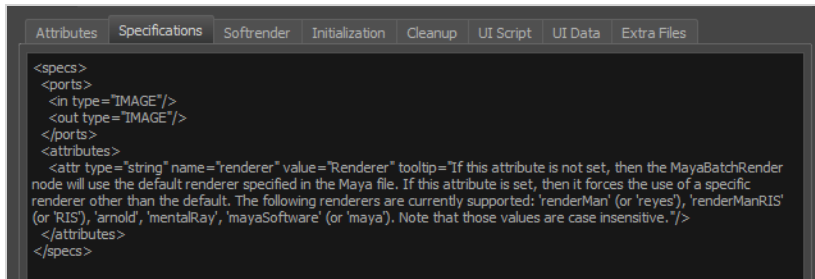 Attributes Specifications Softrender Initialization Cleanup UI Script UI Data Extra Files
<specs>
<ports>
<in type="IMAGE"/>
<out type="IMAGE"/>
</ports>
<attributes>
<attr type="string" name="renderer" value="Renderer" tooltip="If this attribute is not set, then the MayaBatchRender
node will use the default renderer specified in the Maya file. If this attribute is set, then it forces the use of a specific
renderer other than the default. The following renderers are currently supported: 'renderMan' (or 'reyes'), 'renderManRIS'
(or 'RIS'), 'arnold', 'mentalRay', 'mayaSoftware' (or 'maya'). Note that those values are case insensitive."/>
</attributes>
</specs>